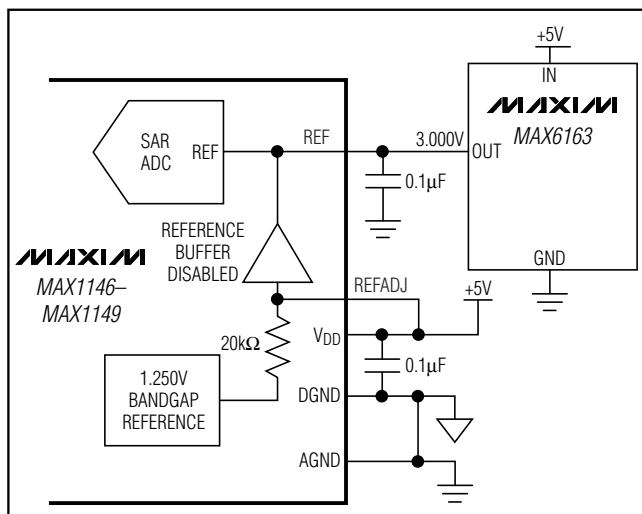 +5V
IN
MAXIM
MAX6163
OUT
GND
3.000V
0.1µF
SAR
ADC
REF
REF
REFERENCE
BUFFER
DISABLED
MAXIM
MAX1146–
MAX1149
REFADJ
+5V
20kΩ
VDD
0.1µF
1.250V
BANDGAP
REFERENCE
DGND
AGND